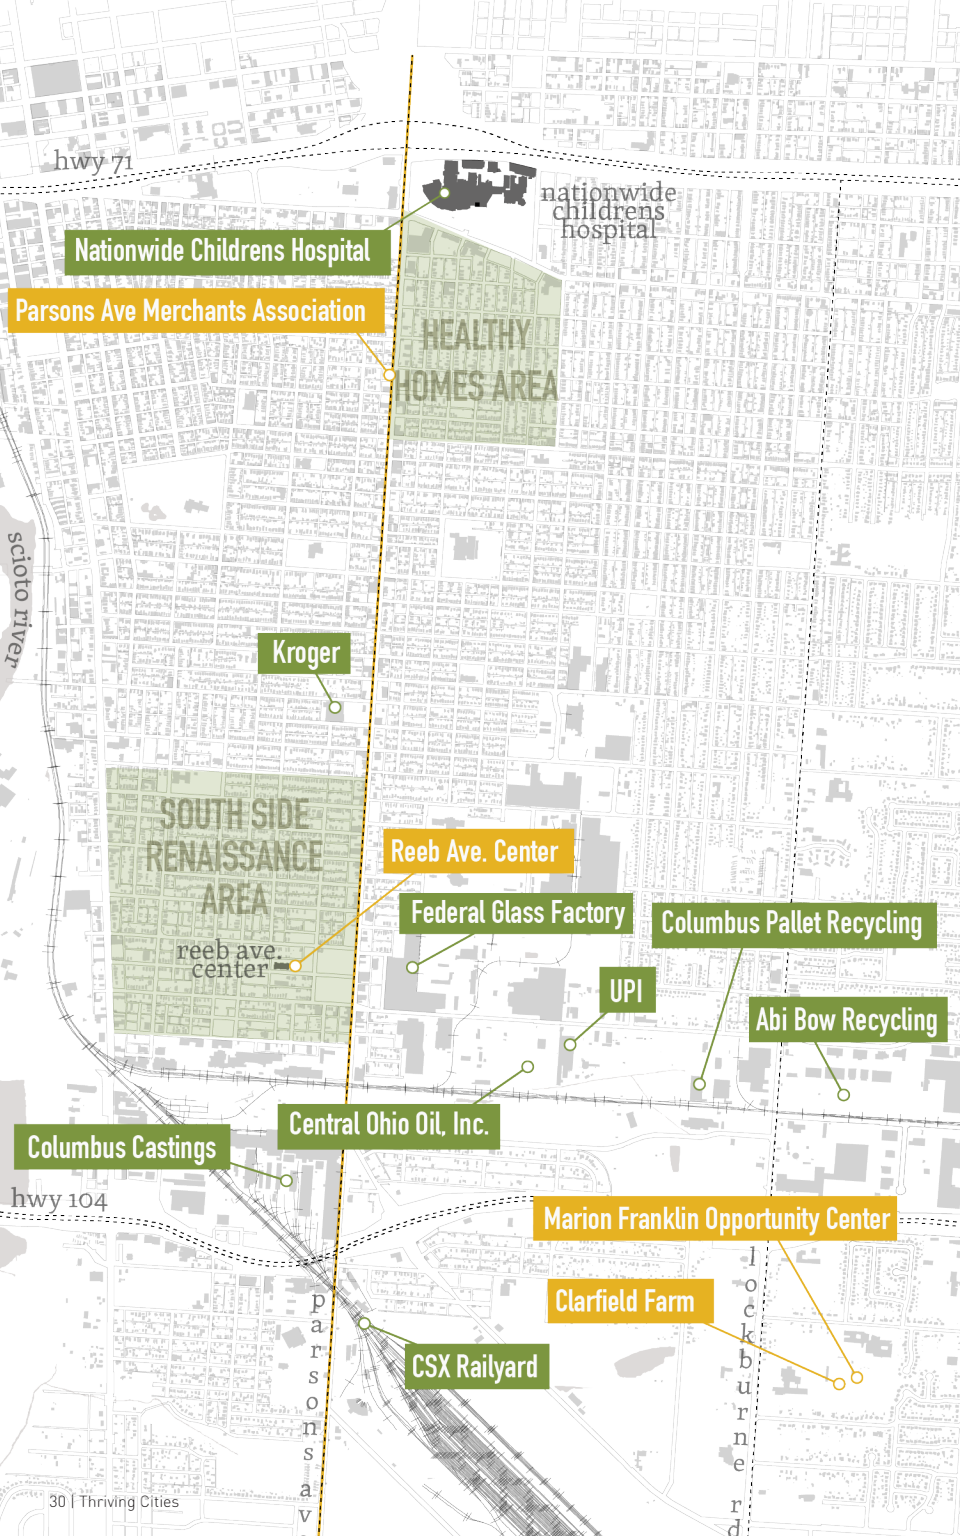 hwy 71
nationwide
childrens
hospital
Nationwide Childrens Hospital
Parsons Ave Merchants Association
HEALTHY
HOMES AREA
scioto river
Kroger
SOUTH SIDE
RENAISSANCE
AREA
Reeb Ave. Center
Federal Glass Factory
Columbus Pallet Recycling
reeb ave.
center
UPI
Abi Bow Recycling
Central Ohio Oil, Inc.
Columbus Castings
hwy 104
Marion Franklin Opportunity Center
Clarfield Farm
CSX Railyard
parsons av
lockburne rd
30 | Thriving Cities